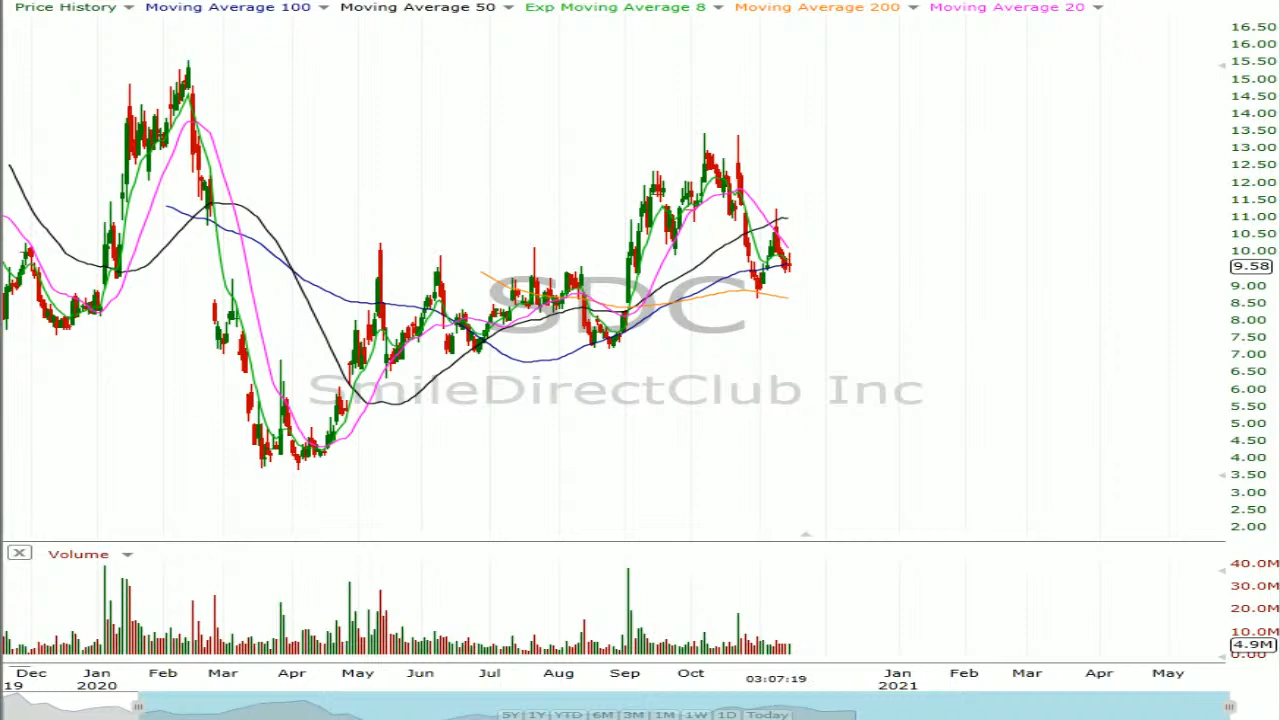 Price History Moving Average 100 Moving Average 50 Exp Moving Average 8 Moving Average 200 Moving Average 20
16.50
16.00
15.50
15.00
14.50
14.00
13.50
13.00
12.50
12.00
11.50
11.00
10.50
10.00
9.58
9.00
8.50
8.00
7.50
7.00
6.50
6.00
5.50
5.00
4.50
4.00
3.50
3.00
2.50
2.00
SDC
SmileDirectClub Inc
X Volume
40.0M
30.0M
20.0M
10.0M
4.9M
0.00
Dec Jan Feb Mar Apr May Jun Jul Aug Sep Oct 03:07:19 Jan Feb Mar Apr May
19 2020 2021
5Y 1Y YTD 6M 3M 1M 1W 1D Today